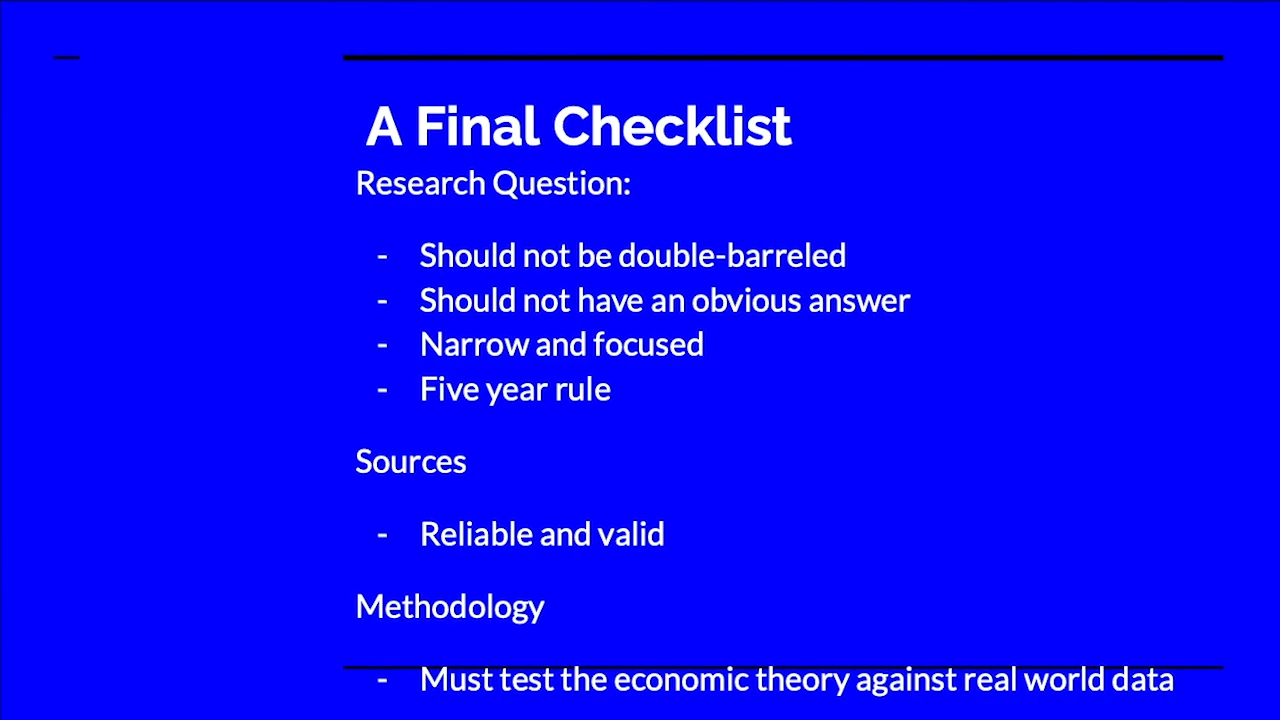 A Final Checklist
Research Question:
- Should not be double-barreled
- Should not have an obvious answer
- Narrow and focused
- Five year rule
Sources
- Reliable and valid
Methodology
- Must test the economic theory against real world data